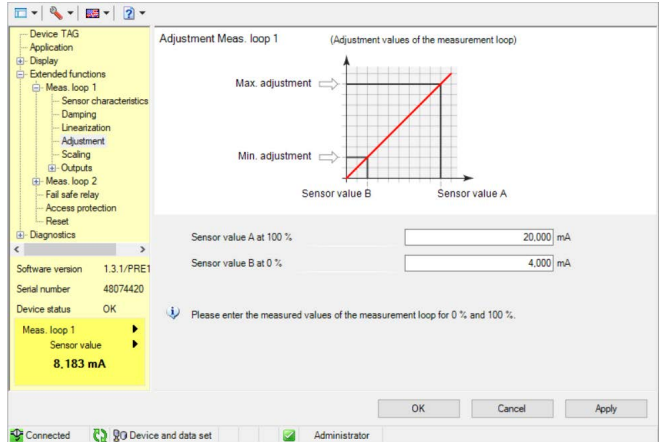 Device TAG
Application
Display
Extended functions
Meas. loop 1
Sensor characteristics
Damping
Linearization
Adjustment
Scaling
Outputs
Meas. loop 2
Fail safe relay
Access protection
Reset
Diagnostics
Software version 1.3.1/PRE1
Serial number 48074420
Device status OK
Meas. loop 1
Sensor value
8,183 mA
Adjustment Meas. loop 1 (Adjustment values of the measurement loop)
Max. adjustment
Min. adjustment
Sensor value B Sensor value A
Sensor value A at 100 % 20,000 mA
Sensor value B at 0 % 4,000 mA
Please enter the measured values of the measurement loop for 0 % and 100 %.
OK Cancel Apply
Connected Device and data set Administrator